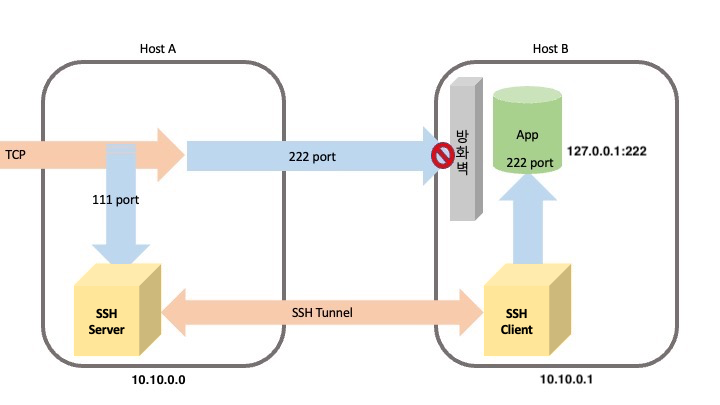 Host A
Host B
TCP
222 port
방
화
벽
App
222 port
127.0.0.1:222
111 port
SSH
Server
SSH Tunnel
SSH
Client
10.10.0.0
10.10.0.1